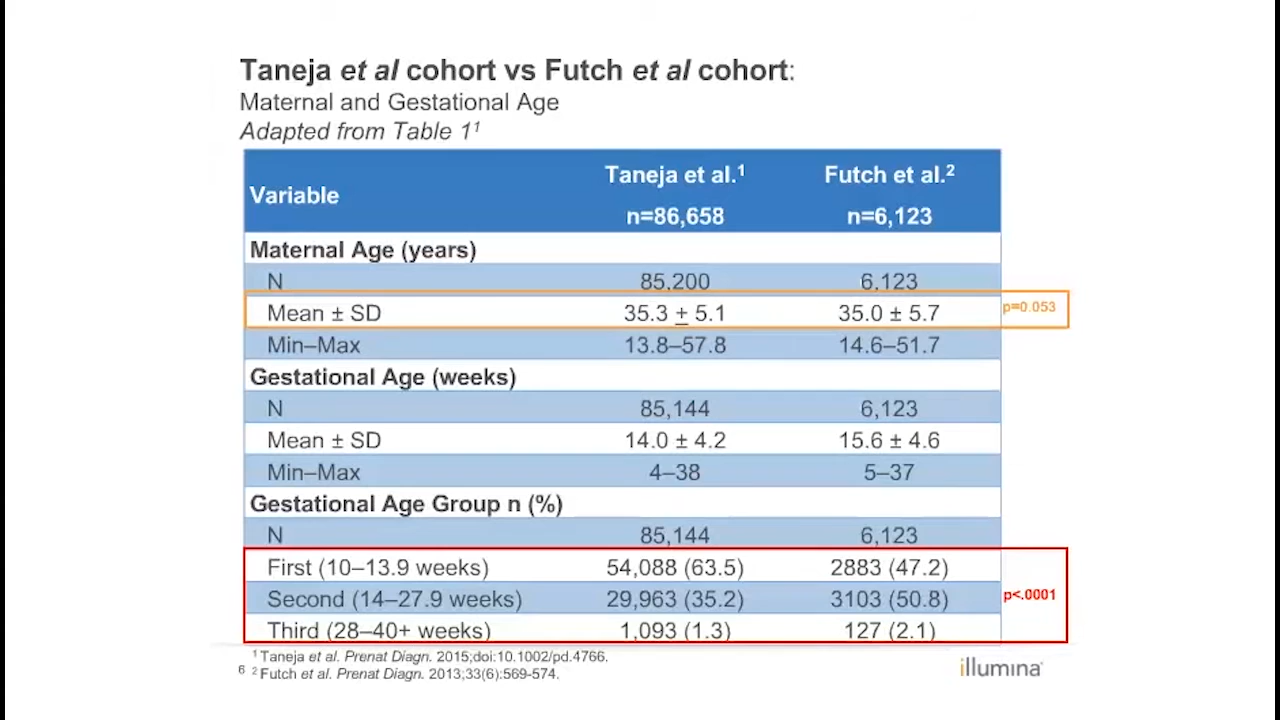 Taneja et al cohort vs Futch et al cohort:
Maternal and Gestational Age
Adapted from Table 1¹
Variable Taneja et al.¹ n=86,658 Futch et al.² n=6,123
Maternal Age (years)
N 85,200 6,123
Mean ± SD 35.3 ± 5.1 35.0 ± 5.7 p=0.053
Min–Max 13.8–57.8 14.6–51.7
Gestational Age (weeks)
N 85,144 6,123
Mean ± SD 14.0 ± 4.2 15.6 ± 4.6
Min–Max 4–38 5–37
Gestational Age Group n (%)
N 85,144 6,123
First (10–13.9 weeks) 54,088 (63.5) 2883 (47.2)
Second (14–27.9 weeks) 29,963 (35.2) 3103 (50.8) p<.0001
Third (28–40+ weeks) 1,093 (1.3) 127 (2.1)
¹ Taneja et al. Prenat Diagn. 2015;doi:10.1002/pd.4766.
6 ² Futch et al. Prenat Diagn. 2013;33(6):569-574.
illumina